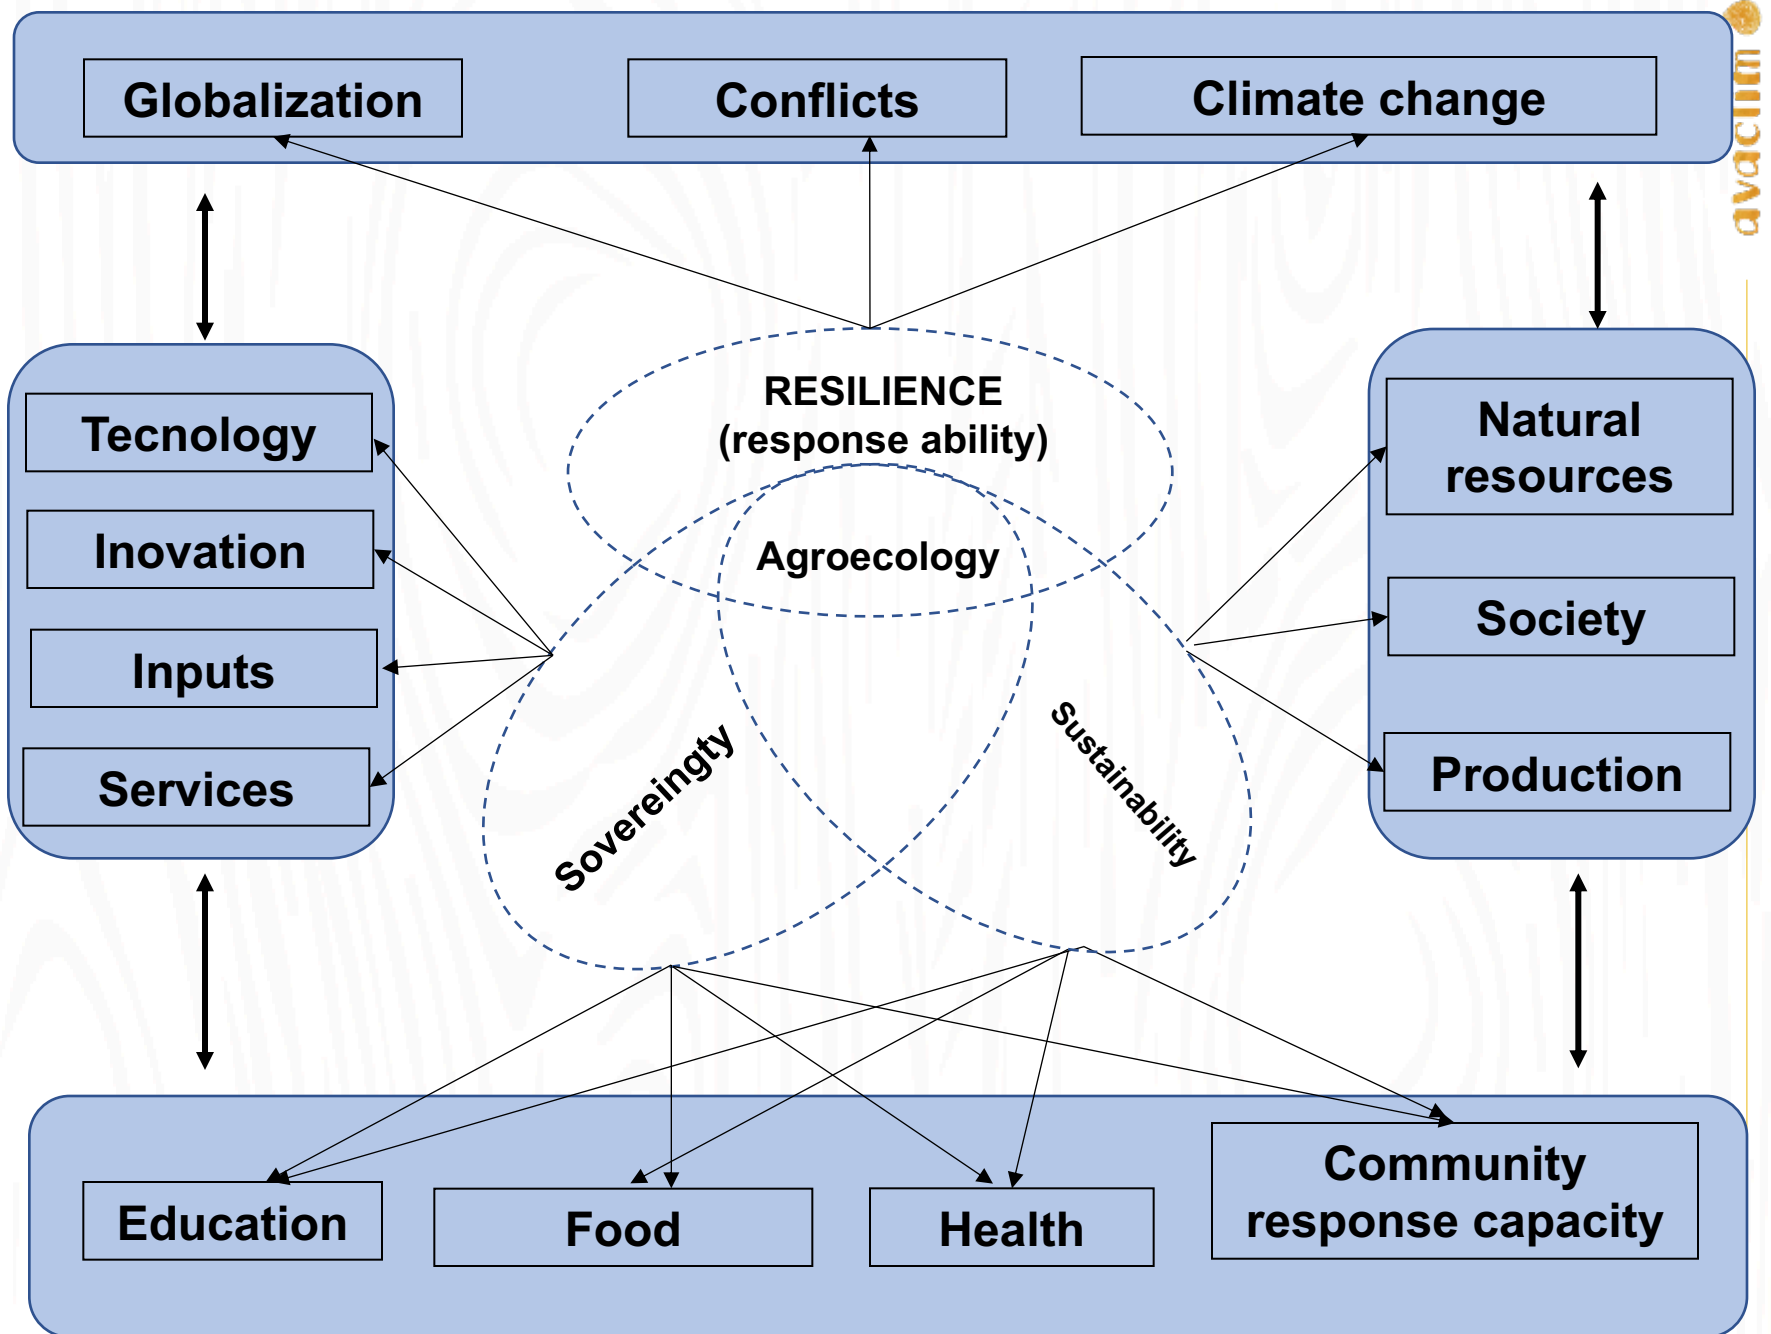 Globalization
Conflicts
Climate change
avaclim
RESILIENCE
(response ability)
Agroecology
Sovereingty
Sustainability
Tecnology
Inovation
Inputs
Services
Natural
resources
Society
Production
Education
Food
Health
Community
response capacity